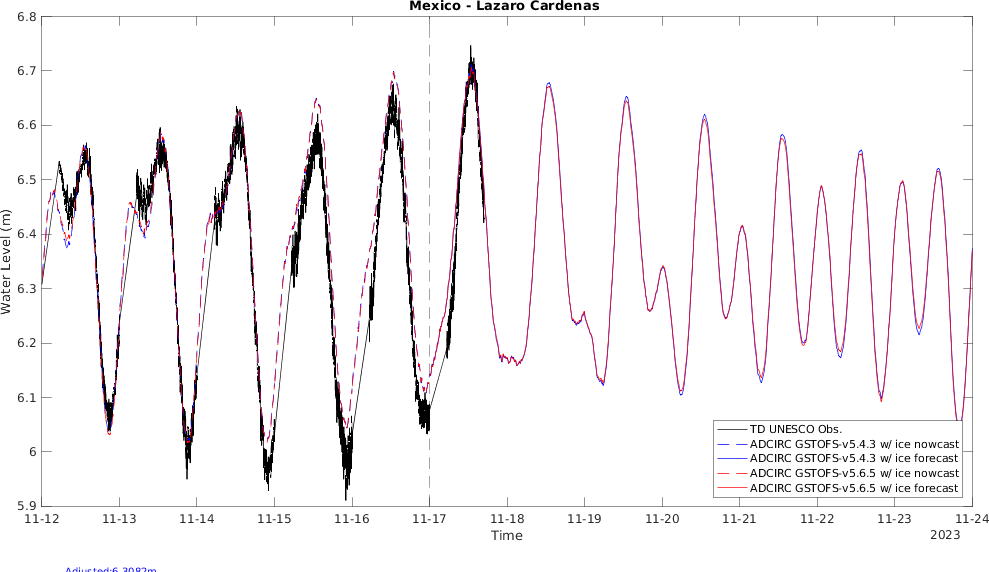 Mexico - Lazaro Cardenas
6.8
6.7
6.6
6.5
6.4
6.3
6.2
6.1
6
5.9
Water Level (m)
TD UNESCO Obs.
ADCIRC GSTOFS-v5.4.3 w/ ice nowcast
ADCIRC GSTOFS-v5.4.3 w/ ice forecast
ADCIRC GSTOFS-v5.6.5 w/ ice nowcast
ADCIRC GSTOFS-v5.6.5 w/ ice forecast
11-12 11-13 11-14 11-15 11-16 11-17 11-18 11-19 11-20 11-21 11-22 11-23 11-24
Time
2023
Adjusted:6.3082m